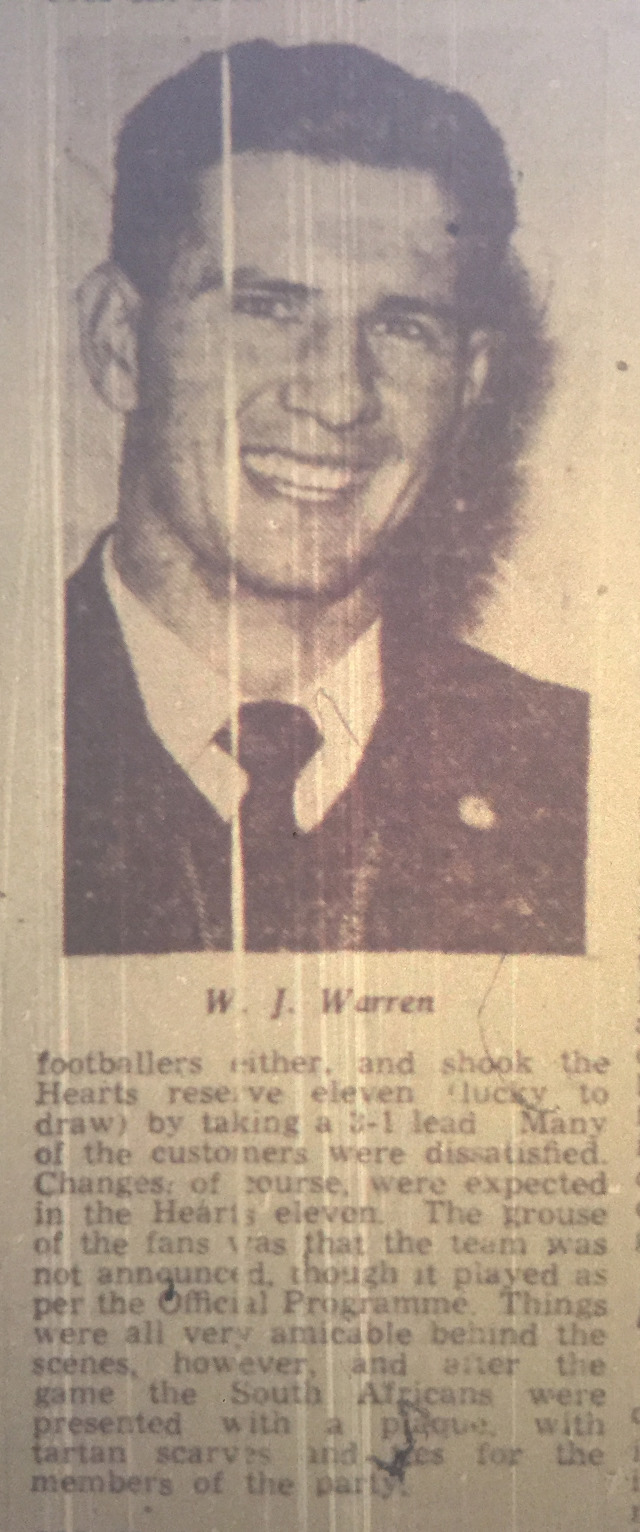 W. J. Warren
footballers either, and shook the
Hearts reserve eleven (lucky to
draw) by taking a 3-1 lead Many
of the customers were dissatisfied.
Changes, of course, were expected
in the Hearts eleven. The grouse
of the fans was that the team was
not announced, though it played as
per the Official Programme. Things
were all very amicable behind the
scenes, however, and after the
game the South Africans were
presented with a plaque, with
tartan scarves and ties for the
members of the party.